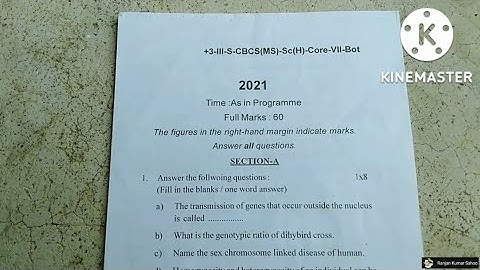 +3-III-S-CBCS(MS)-Sc(H)-Core-VII-Bot
KINEMASTER
2021
Time :As in Programme
Full Marks : 60
The figures in the right-hand margin indicate marks.
Answer all questions.
SECTION-A
1. Answer the follwoing questions : 1x8
(Fill in the blanks / one word answer)
a) The transmission of genes that occur outside the nucleus
is called ................
b) What is the genotypic ratio of dihybird cross.
c) Name the sex chromosome linked disease of human.
Ranjan Kumar Sahoo